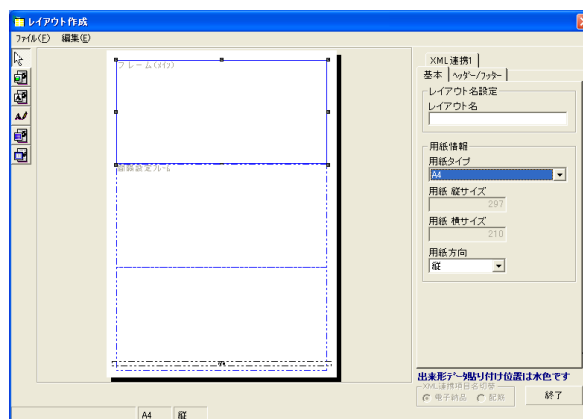 レイアウト作成
ファイル(F) 編集(E)
フレーム(メイン)
XML連携1
基本 ヘッダー/フッター
レイアウト名設定
レイアウト名
用紙情報
用紙タイプ
A4
用紙 縦サイズ
297
用紙 横サイズ
210
用紙方向
縦
出来形データ貼り付け位置は水色です
XML連携項目名切替
電子納品 配筋
終了
A4 縦